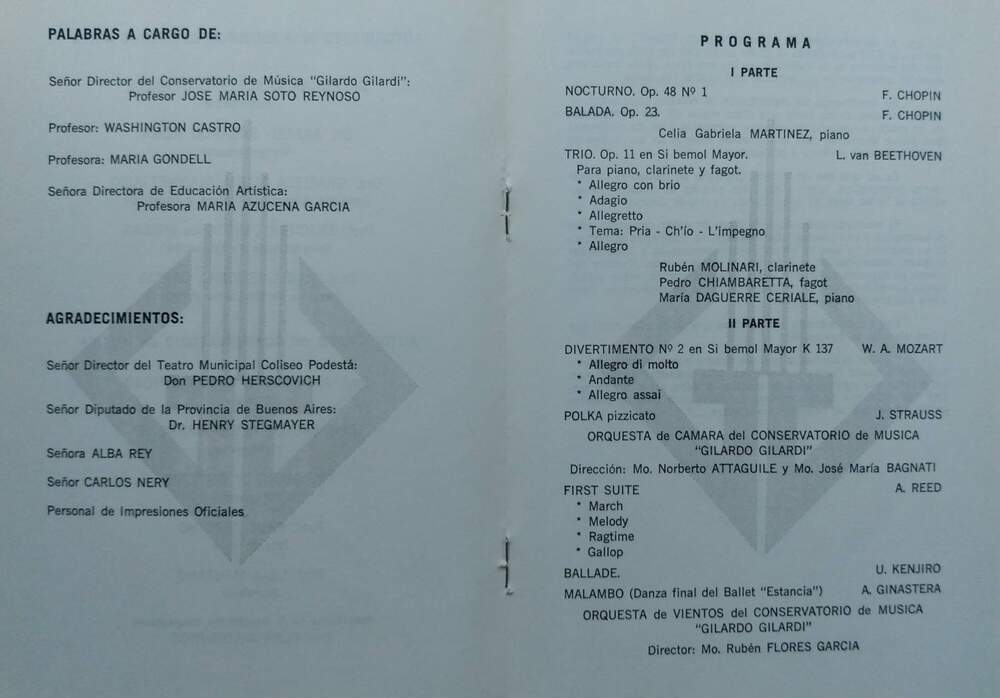 PALABRAS A CARGO DE:
Señor Director del Conservatorio de Música "Gilardo Gilardi":
Profesor JOSE MARIA SOTO REYNOSO
Profesor: WASHINGTON CASTRO
Profesora: MARIA GONDELL
Señora Directora de Educación Artística:
Profesora MARIA AZUCENA GARCIA
AGRADECIMIENTOS:
Señor Director del Teatro Municipal Coliseo Podestá:
Don PEDRO HERSCOVICH
Señor Diputado de la Provincia de Buenos Aires:
Dr. HENRY STEGMAYER
Señora ALBA REY
Señor CARLOS NERY
Personal de Impresiones Oficiales
PROGRAMA
I PARTE
NOCTURNO. Op. 48 Nº 1 F. CHOPIN
BALADA. Op. 23. F. CHOPIN
Celia Gabriela MARTINEZ, piano
TRIO. Op. 11 en Si bemol Mayor. L. van BEETHOVEN
Para piano, clarinete y fagot.
* Allegro con brio
* Adagio
* Allegretto
* Tema: Pria - Ch'ío - L'impegno
* Allegro
Rubén MOLINARI, clarinete
Pedro CHIAMBARETTA, fagot
María DAGUERRE CERIALE, piano
II PARTE
DIVERTIMENTO Nº 2 en Si bemol Mayor K 137 W. A. MOZART
* Allegro di molto
* Andante
* Allegro assai
POLKA pizzicato J. STRAUSS
ORQUESTA de CAMARA del CONSERVATORIO de MUSICA
"GILARDO GILARDI"
Dirección: Mo. Norberto ATTAGUILE y Mo. José María BAGNATI
FIRST SUITE A. REED
* March
* Melody
* Ragtime
* Gallop
BALLADE. U. KENJIRO
MALAMBO (Danza final del Ballet "Estancia") A. GINASTERA
ORQUESTA de VIENTOS del CONSERVATORIO de MUSICA
"GILARDO GILARDI"
Director: Mo. Rubén FLORES GARCIA